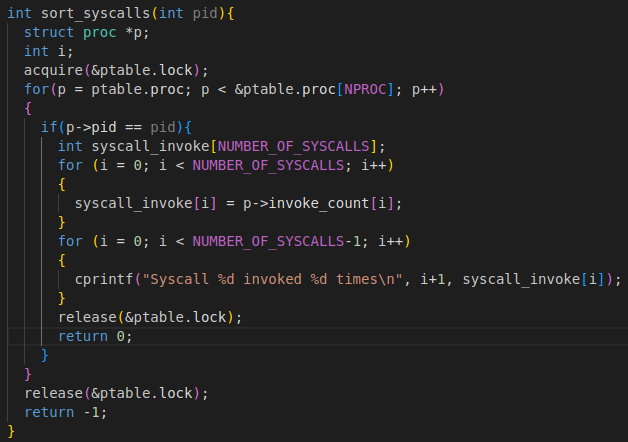 int sort_syscalls(int pid){
  struct proc *p;
  int i;
  acquire(&ptable.lock);
  for(p = ptable.proc; p < &ptable.proc[NPROC]; p++)
  {
    if(p->pid == pid){
      int syscall_invoke[NUMBER_OF_SYSCALLS];
      for (i = 0; i < NUMBER_OF_SYSCALLS; i++)
      {
        syscall_invoke[i] = p->invoke_count[i];
      }
      for (i = 0; i < NUMBER_OF_SYSCALLS-1; i++)
      {
        cprintf("Syscall %d invoked %d times\n", i+1, syscall_invoke[i]);
      }
      release(&ptable.lock);
      return 0;
    }
  }
  release(&ptable.lock);
  return -1;
}